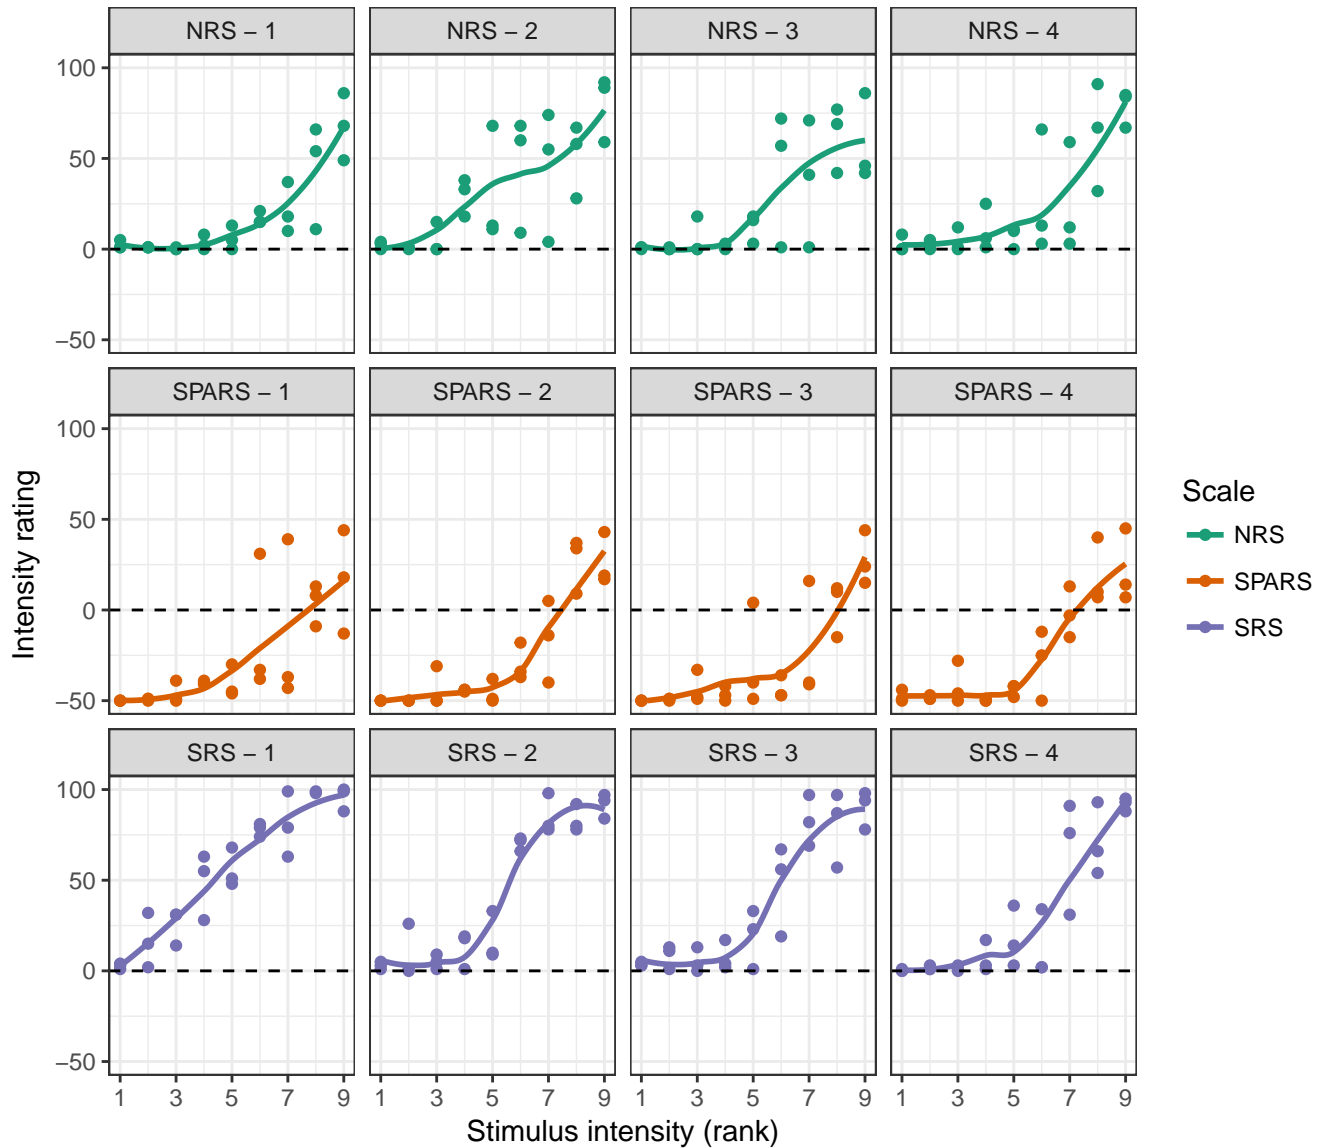 NRS – 1 NRS – 2 NRS – 3 NRS – 4
100
50
0
−50
SPARS – 1 SPARS – 2 SPARS – 3 SPARS – 4
100
50
0
−50
SRS – 1 SRS – 2 SRS – 3 SRS – 4
100
50
0
−50
1 3 5 7 9 1 3 5 7 9 1 3 5 7 9 1 3 5 7 9
Stimulus intensity (rank)
Intensity rating
Scale
NRS
SPARS
SRS